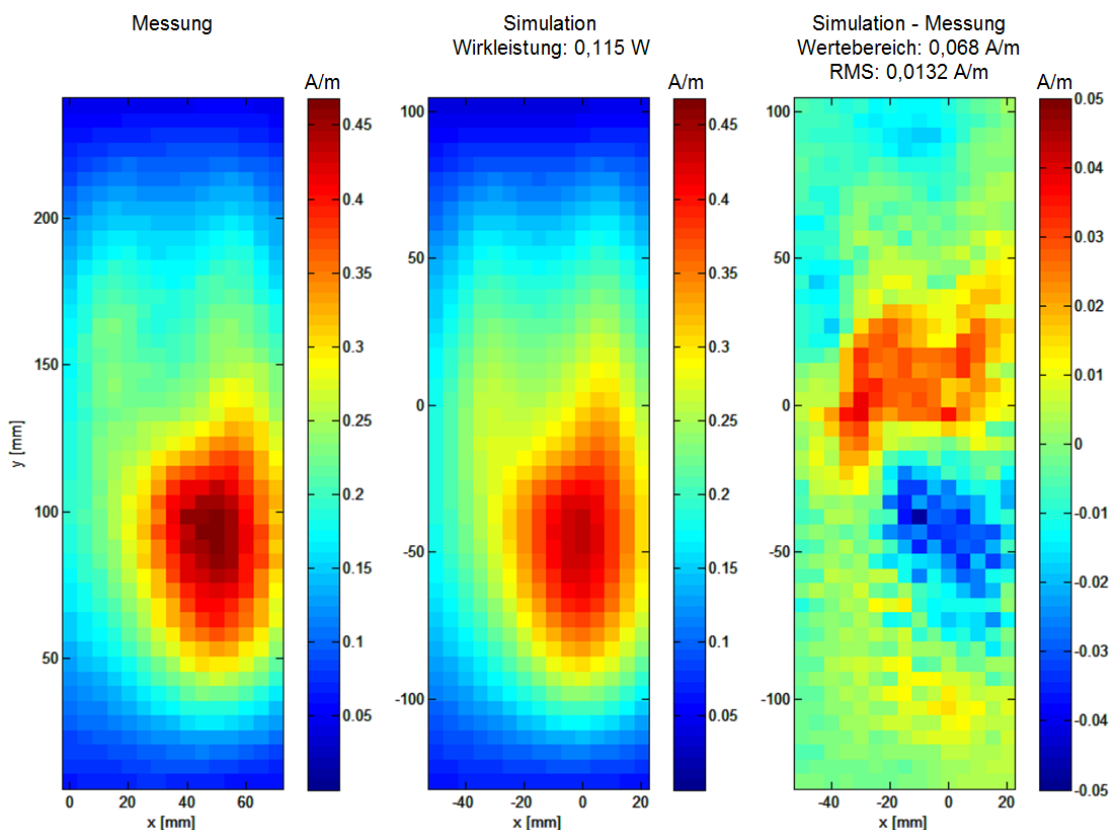 Messung
A/m
0.45
0.4
0.35
0.3
0.25
0.2
0.15
0.1
0.05
200
150
100
50
y [mm]
0 20 40 60
x [mm]
Simulation
Wirkleistung: 0,115 W
A/m
0.45
0.4
0.35
0.3
0.25
0.2
0.15
0.1
0.05
100
50
0
-50
-100
-40 -20 0 20
x [mm]
Simulation - Messung
Wertebereich: 0,068 A/m
RMS: 0,0132 A/m
A/m
0.05
0.04
0.03
0.02
0.01
0
-0.01
-0.02
-0.03
-0.04
-0.05
100
50
0
-50
-100
-40 -20 0 20
x [mm]